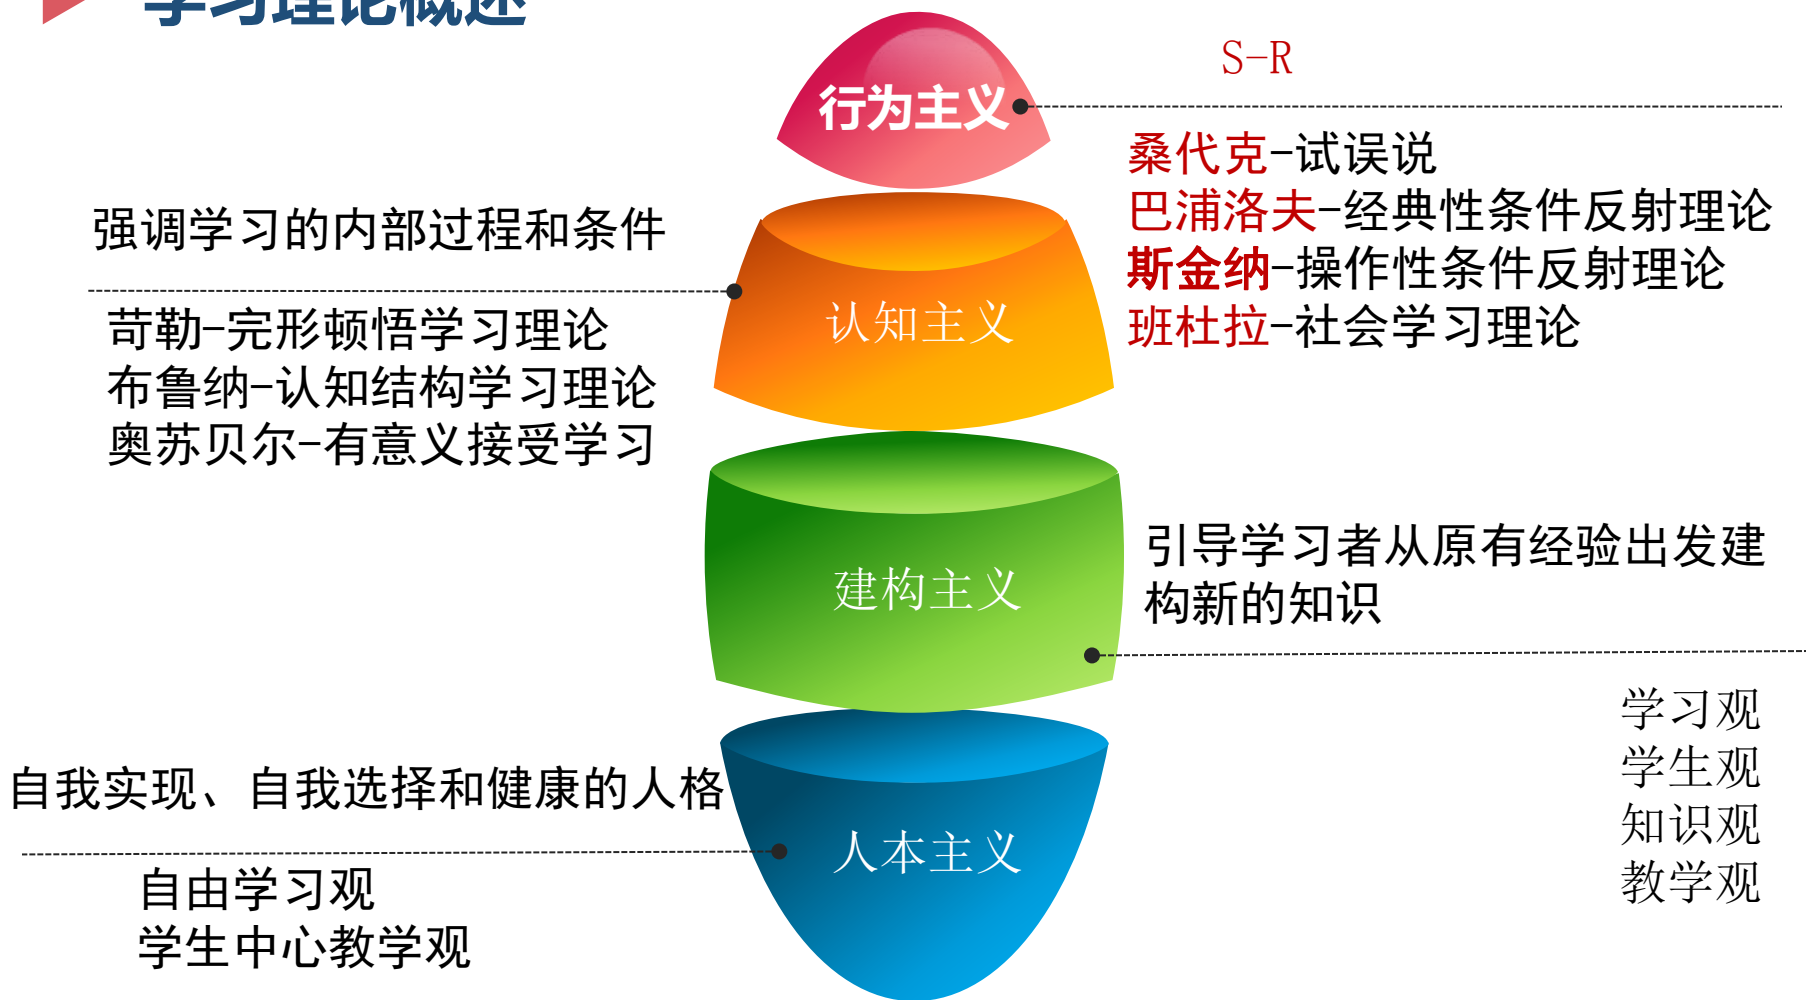 学习理论概述
S-R
行为主义
桑代克-试误说
巴浦洛夫-经典性条件反射理论
斯金纳-操作性条件反射理论
班杜拉-社会学习理论
强调学习的内部过程和条件
认知主义
苛勒-完形顿悟学习理论
布鲁纳-认知结构学习理论
奥苏贝尔-有意义接受学习
引导学习者从原有经验出发建
构新的知识
建构主义
学习观
学生观
知识观
教学观
自我实现、自我选择和健康的人格
人本主义
自由学习观
学生中心教学观